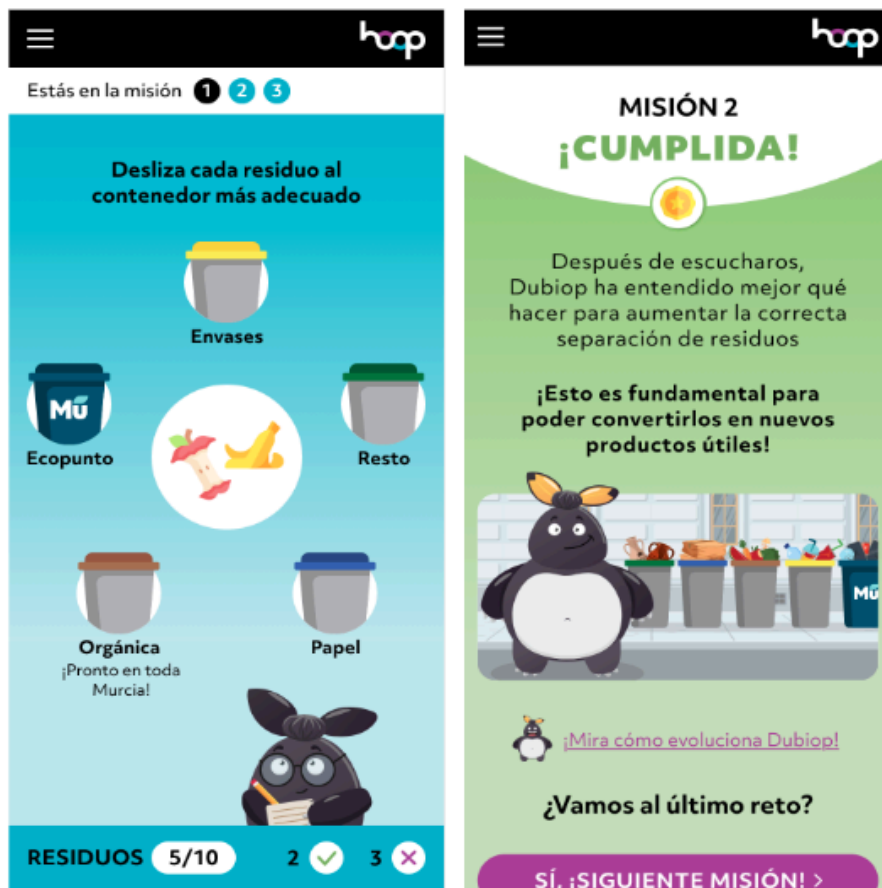 hoop
Estás en la misión 1 2 3
Desliza cada residuo al
contenedor más adecuado
Envases
Mū
Ecopunto
Resto
Orgánica
¡Pronto en toda
Murcia!
Papel
RESIDUOS 5/10 2 3
hoop
MISIÓN 2
¡CUMPLIDA!
Después de escucharos,
Dubiop ha entendido mejor qué
hacer para aumentar la correcta
separación de residuos
¡Esto es fundamental para
poder convertirlos en nuevos
productos útiles!
Mū
¡Mira cómo evoluciona Dubiop!
¿Vamos al último reto?
SÍ, ¡SIGUIENTE MISIÓN! >